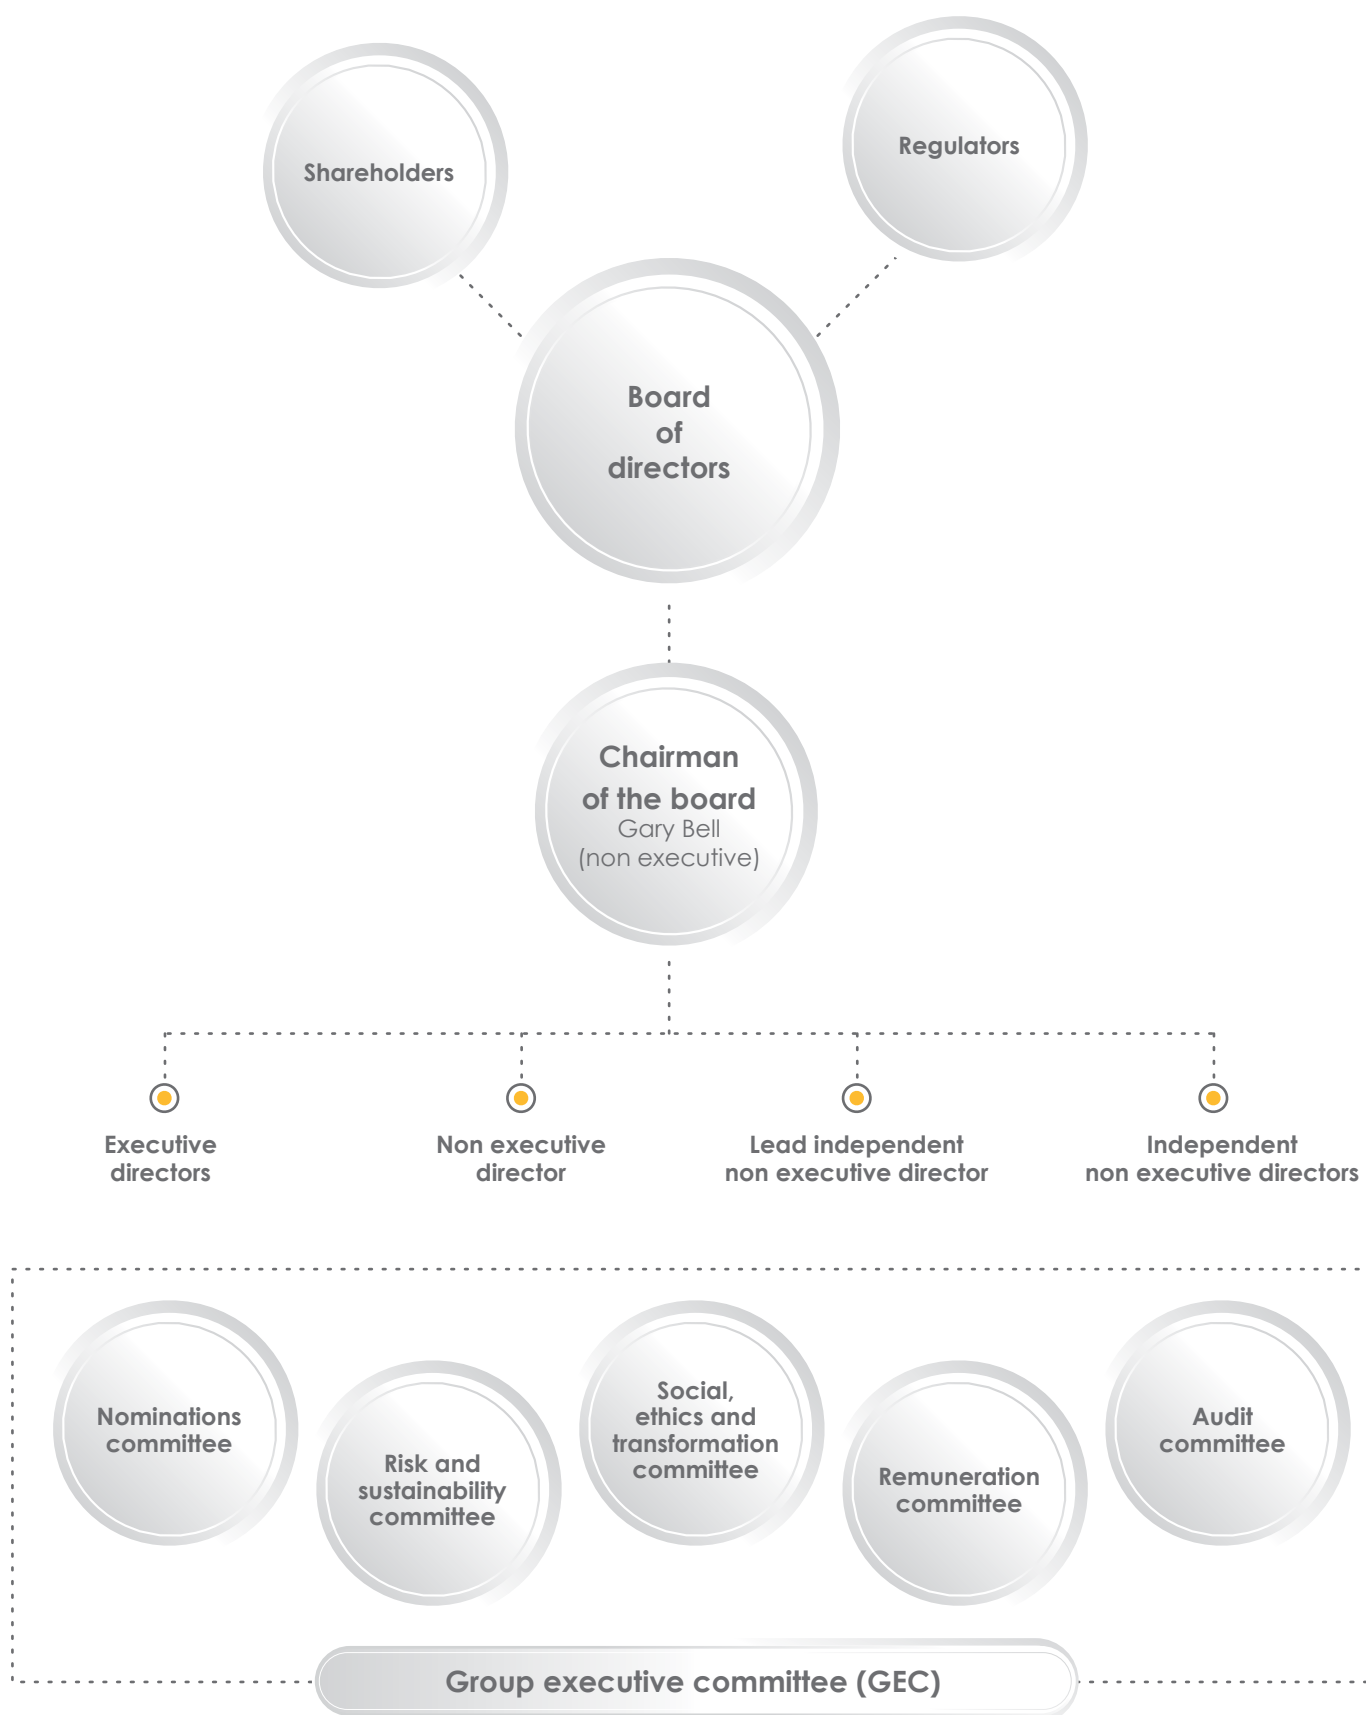 Shareholders
Regulators
Board
of
directors
Chairman
of the board
Gary Bell
(non executive)
Executive
directors
Non executive
director
Lead independent
non executive director
Independent
non executive directors
Nominations
committee
Risk and
sustainability
committee
Social,
ethics and
transformation
committee
Remuneration
committee
Audit
committee
Group executive committee (GEC)